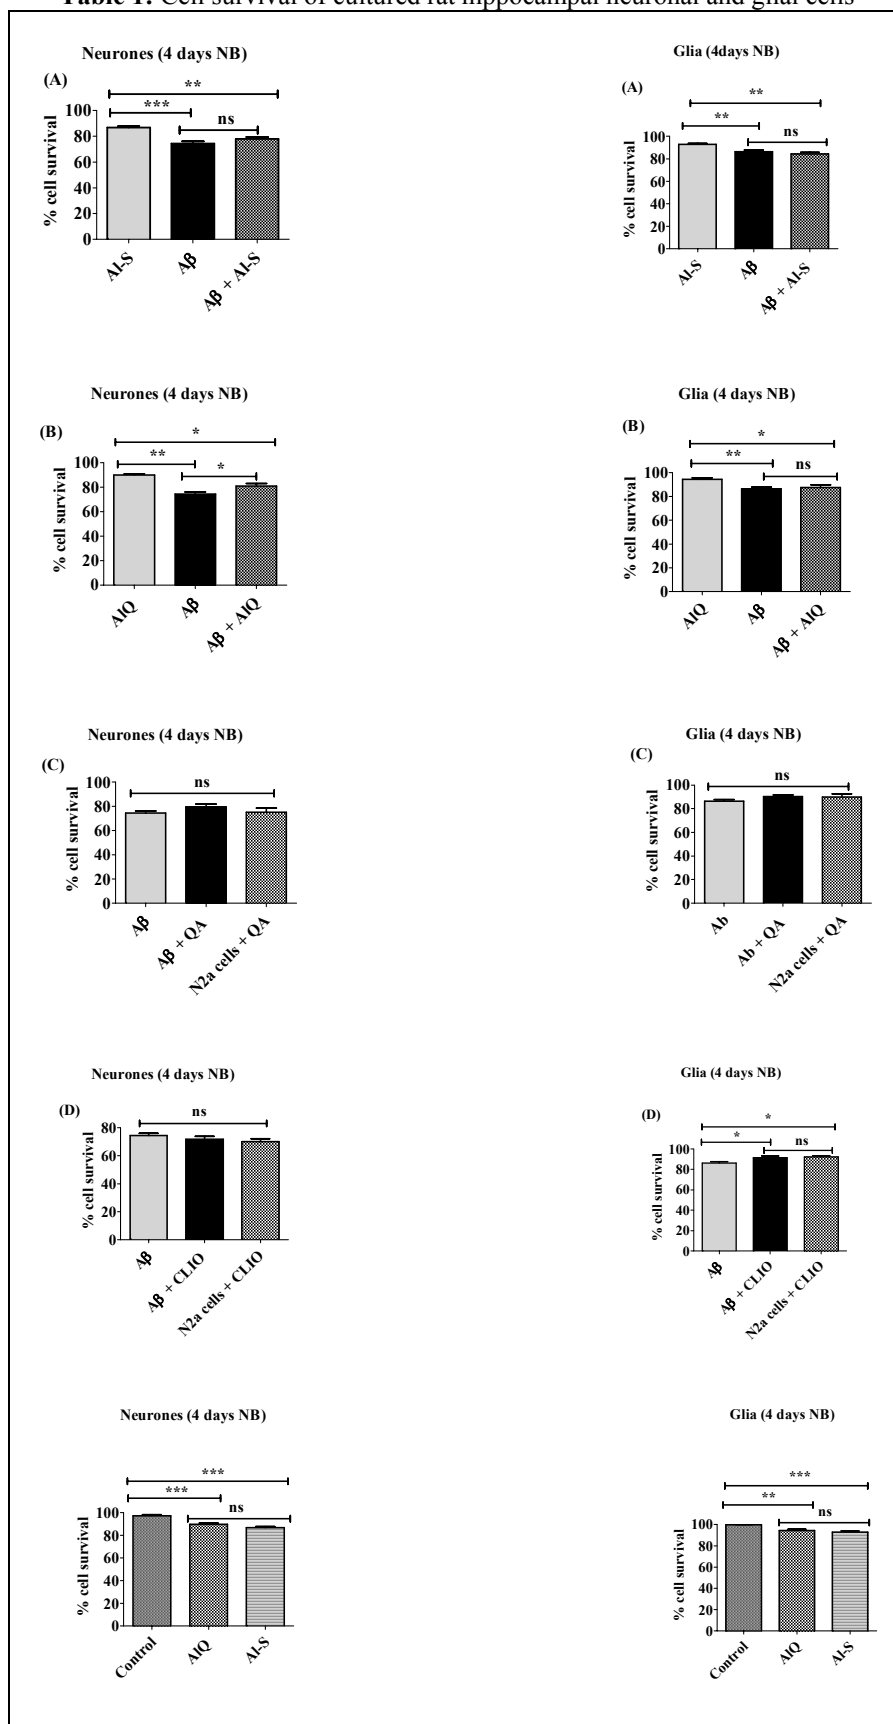 Table 1: Cell survival of cultured rat hippocampal neuronal and glial cells
Neurones (4 days NB)
(A)
**
***
ns
% cell survival
100
80
60
40
20
0
Al-S
Aβ
Aβ + Al-S
Glia (4days NB)
(A)
**
**
ns
% cell survival
100
80
60
40
20
0
Al-S
Aβ
Aβ + Al-S
Neurones (4 days NB)
(B)
*
**
*
% cell survival
100
80
60
40
20
0
AlQ
Aβ
Aβ + AlQ
Glia (4 days NB)
(B)
*
**
ns
% cell survival
100
80
60
40
20
0
AlQ
Aβ
Aβ + AlQ
Neurones (4 days NB)
(C)
ns
% cell survival
100
80
60
40
20
0
Aβ
Aβ + QA
N2a cells + QA
Glia (4 days NB)
(C)
ns
% cell survival
100
80
60
40
20
0
Ab
Ab + QA
N2a cells + QA
Neurones (4 days NB)
(D)
ns
% cell survival
80
60
40
20
0
Aβ
Aβ + CLIO
N2a cells + CLIO
Glia (4 days NB)
(D)
*
*
ns
% cell survival
100
80
60
40
20
0
Aβ
Aβ + CLIO
N2a cells + CLIO
Neurones (4 days NB)
***
***
ns
% cell survival
100
80
60
40
20
0
Control
AlQ
Al-S
Glia (4 days NB)
***
**
ns
% cell survival
100
80
60
40
20
0
Control
AlQ
Al-S